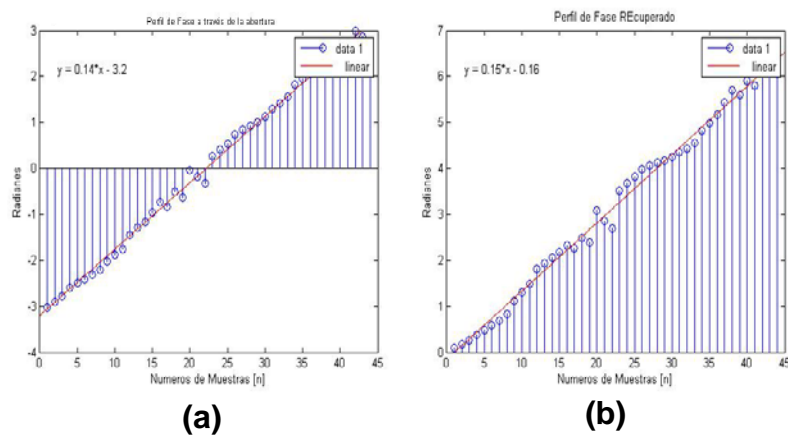 Perfil de Fase a través de la abertura
3
2
1
0
-1
-2
-3
-4
Radianes
y = 0.14*x - 3.2
data 1
linear
0 5 10 15 20 25 30 35 40 45
Numeros de Muestras [n]
(a)
Perfil de Fase REcuperado
7
6
5
4
3
2
1
0
Radianes
y = 0.15*x - 0.16
data 1
linear
0 5 10 15 20 25 30 35 40 45
Numeros de Muestras [n]
(b)